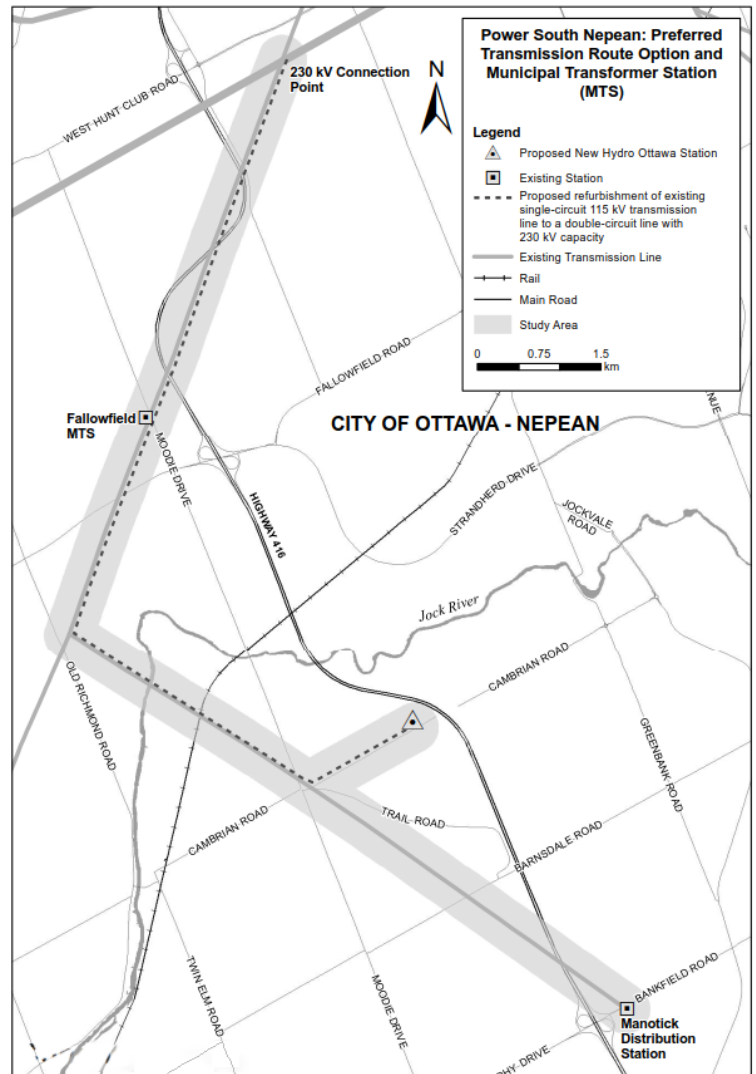 Power South Nepean: Preferred
Transmission Route Option and
Municipal Transformer Station
(MTS)
Legend
Proposed New Hydro Ottawa Station
Existing Station
Proposed refurbishment of existing
single-circuit 115 kV transmission
line to a double-circuit line with
230 kV capacity
Existing Transmission Line
Rail
Main Road
Study Area
0 0.75 1.5
km
N
230 kV Connection
Point
WEST HUNT CLUB ROAD
FALLOWFIELD ROAD
NUE
Fallowfield
MTS
CITY OF OTTAWA - NEPEAN
MOODIE DRIVE
HIGHWAY 416
STRANDHERD DRIVE
JOCKVALE
ROAD
Jock River
OLD RICHMOND ROAD
CAMBRIAN ROAD
GREENBANK ROAD
CAMBRIAN ROAD
TRAIL ROAD
BARNSDALE ROAD
TWIN ELM ROAD
MOODIE DRIVE
BANKFIELD ROAD
Manotick
Distribution
Station
PHY DRIVE